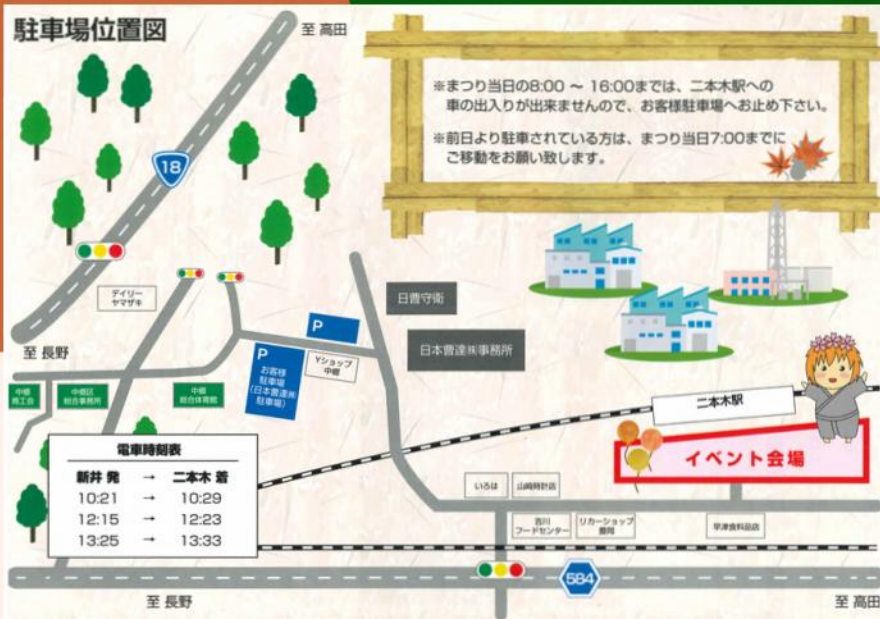 駐車場位置図
至 高田
※まつり当日の8:00 ～ 16:00までは、二本木駅への
車の出入りが出来ませんので、お客様駐車場へお止め下さい。
※前日より駐車されている方は、まつり当日7:00までに
ご移動をお願い致します。
18
デイリー
ヤマザキ
日曹守衛
日本曹達㈱事務所
至 長野
P
P
お客様
駐車場
(日本曹達㈱
駐車場)
Yショップ
中郷
中郷
商工会
中郷区
総合事務所
中郷
総合体育館
二本木駅
イベント会場
電車時刻表
新井 発 → 二本木 着
10:21 → 10:29
12:15 → 12:23
13:25 → 13:33
いろは
山崎時計店
吉川
フードセンター
リカーショップ
豊岡
早津食料品店
584
至 長野
至 高田